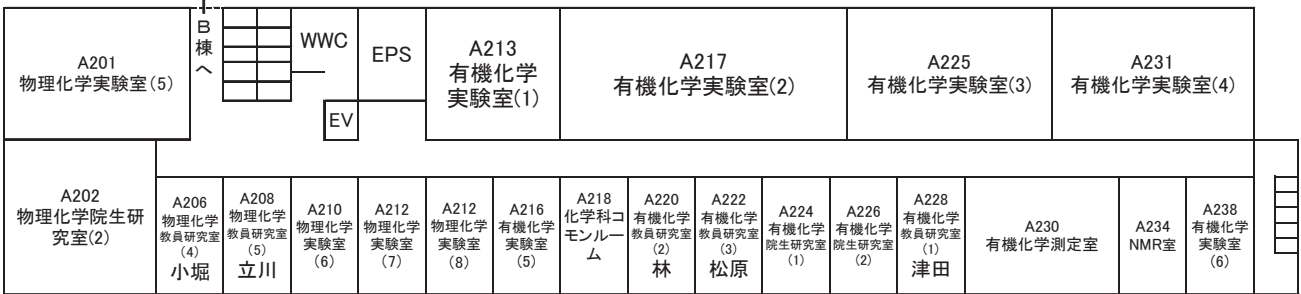 B
棟
へ
A201
物理化学実験室(5)
WWC
EPS
EV
A213
有機化学
実験室(1)
A217
有機化学実験室(2)
A225
有機化学実験室(3)
A231
有機化学実験室(4)
A202
物理化学院生研
究室(2)
A206
物理化学
教員研究室
(4)
小堀
A208
物理化学
教員研究室
(5)
立川
A210
物理化学
実験室
(6)
A212
物理化学
実験室
(7)
A212
物理化学
実験室
(8)
A216
有機化学
実験室
(5)
A218
化学科コ
モンルー
ム
A220
有機化学
教員研究室
(2)
林
A222
有機化学
教員研究室
(3)
松原
A224
有機化学
院生研究室
(1)
A226
有機化学
院生研究室
(2)
A228
有機化学
教員研究室
(1)
津田
A230
有機化学測定室
A234
NMR室
A238
有機化学
実験室
(6)